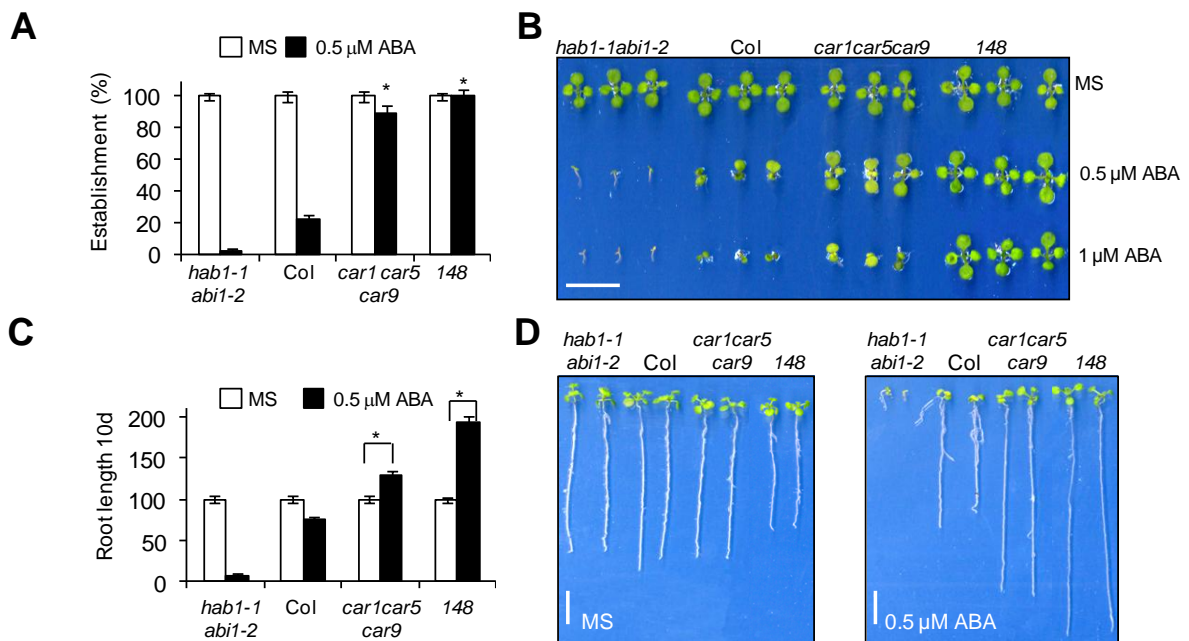 A
MS 0.5 µM ABA
Establishment (%)
100
80
60
40
20
0
hab1-1
abi1-2
Col
car1 car5
car9
148
*
*
B
hab1-1abi1-2 Col car1car5car9 148
MS
0.5 µM ABA
1 µM ABA
C
MS 0.5 µM ABA
Root length 10d
200
150
100
50
0
hab1-1
abi1-2
Col
car1car5
car9
148
*
*
D
hab1-1
abi1-2
Col
car1car5
car9
148
MS
hab1-1
abi1-2
Col
car1car5
car9
148
0.5 µM ABA